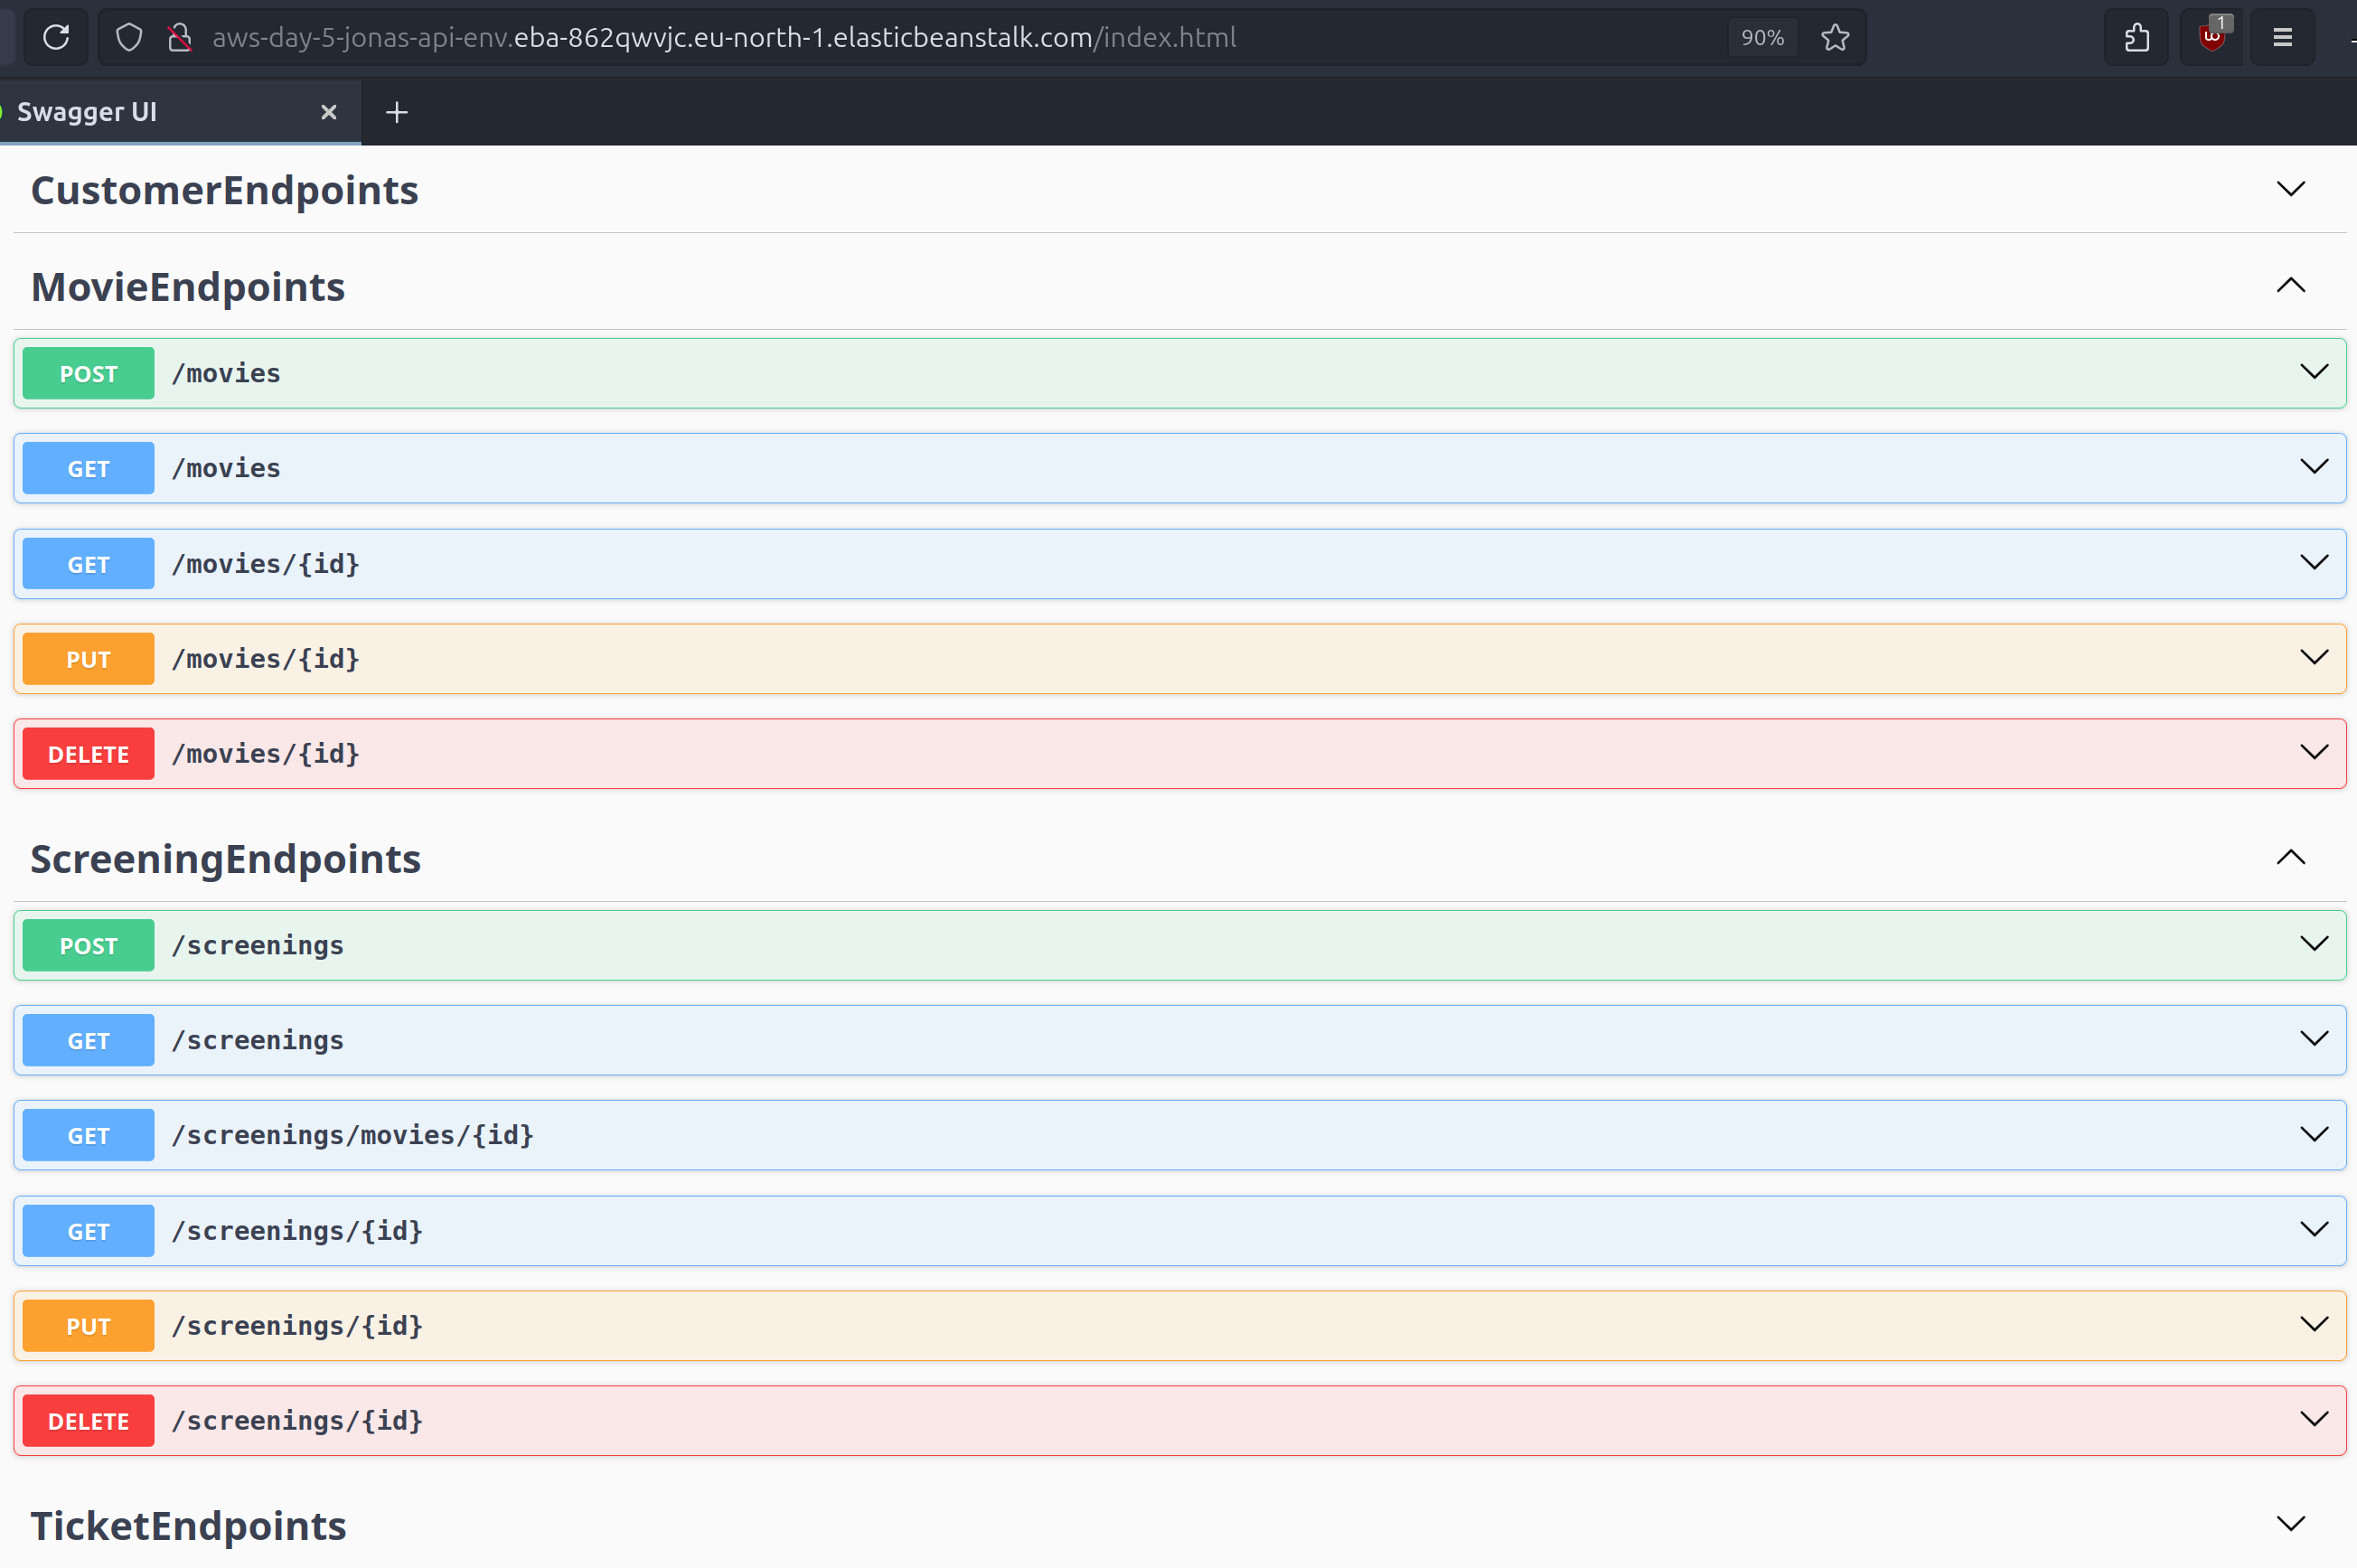 aws-day-5-jonas-api-env.eba-862qwvjc.eu-north-1.elasticbeanstalk.com/index.html
90%
1
Swagger UI
CustomerEndpoints
MovieEndpoints
POST /movies
GET /movies
GET /movies/{id}
PUT /movies/{id}
DELETE /movies/{id}
ScreeningEndpoints
POST /screenings
GET /screenings
GET /screenings/movies/{id}
GET /screenings/{id}
PUT /screenings/{id}
DELETE /screenings/{id}
TicketEndpoints